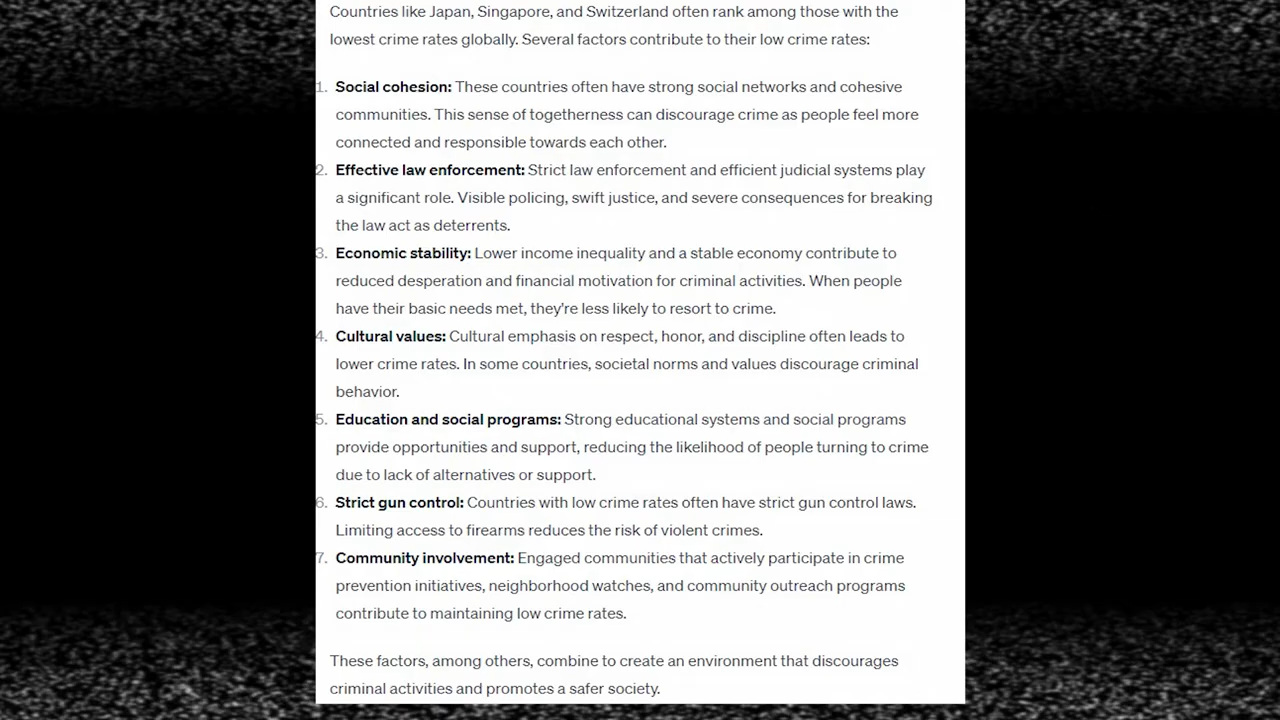 Countries like Japan, Singapore, and Switzerland often rank among those with the
lowest crime rates globally. Several factors contribute to their low crime rates:
1. Social cohesion: These countries often have strong social networks and cohesive
communities. This sense of togetherness can discourage crime as people feel more
connected and responsible towards each other.
2. Effective law enforcement: Strict law enforcement and efficient judicial systems play
a significant role. Visible policing, swift justice, and severe consequences for breaking
the law act as deterrents.
3. Economic stability: Lower income inequality and a stable economy contribute to
reduced desperation and financial motivation for criminal activities. When people
have their basic needs met, they're less likely to resort to crime.
4. Cultural values: Cultural emphasis on respect, honor, and discipline often leads to
lower crime rates. In some countries, societal norms and values discourage criminal
behavior.
5. Education and social programs: Strong educational systems and social programs
provide opportunities and support, reducing the likelihood of people turning to crime
due to lack of alternatives or support.
6. Strict gun control: Countries with low crime rates often have strict gun control laws.
Limiting access to firearms reduces the risk of violent crimes.
7. Community involvement: Engaged communities that actively participate in crime
prevention initiatives, neighborhood watches, and community outreach programs
contribute to maintaining low crime rates.
These factors, among others, combine to create an environment that discourages
criminal activities and promotes a safer society.